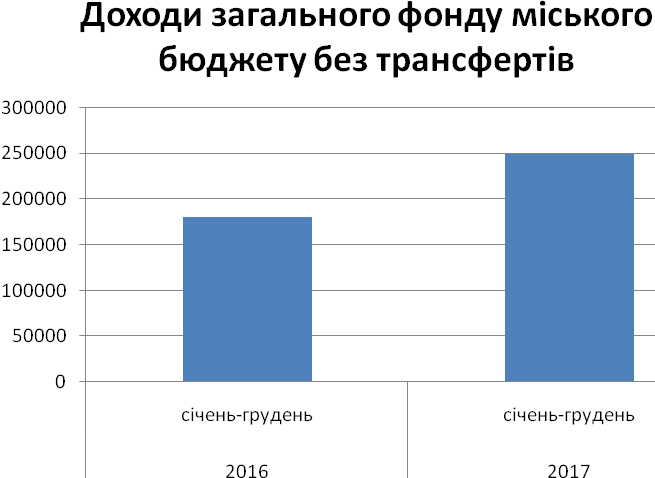 Доходи загального фонду міського
бюджету без трансфертів
300000
250000
200000
150000
100000
50000
0
січень-грудень січень-грудень
2016 2017